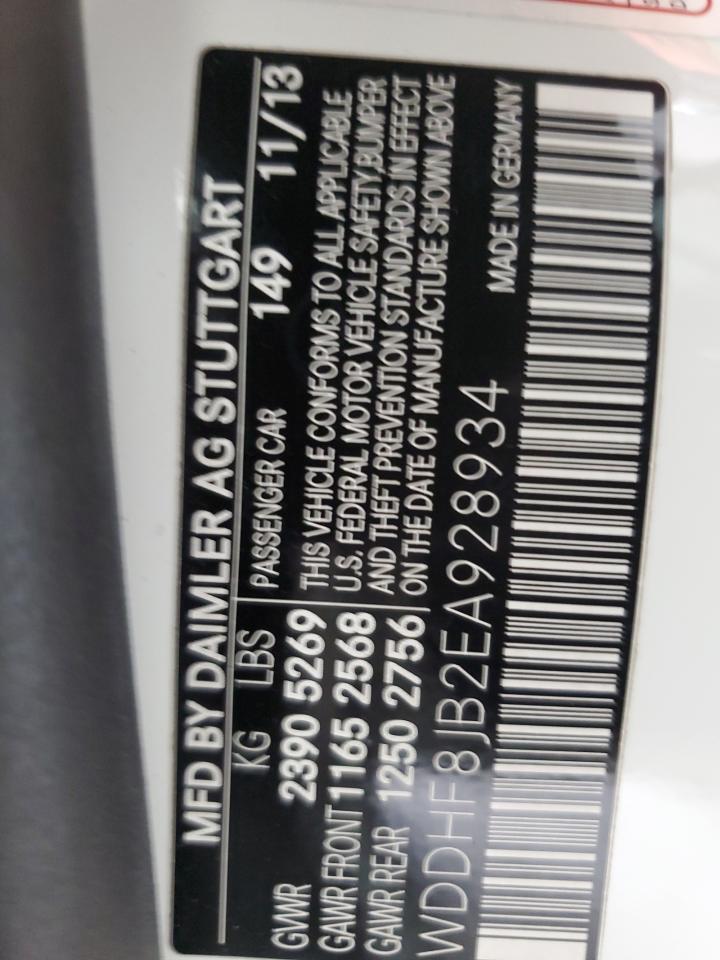 MFD BY DAIMLER AG STUTTGART
KG LBS PASSENGER CAR 149 11/13
GVWR 2390 5269 THIS VEHICLE CONFORMS TO ALL APPLICABLE
GAWR FRONT 1165 2568 U.S. FEDERAL MOTOR VEHICLE SAFETY,BUMPER
GAWR REAR 1250 2756 AND THEFT PREVENTION STANDARDS IN EFFECT
ON THE DATE OF MANUFACTURE SHOWN ABOVE
WDDHF8JB2EA928934 MADE IN GERMANY